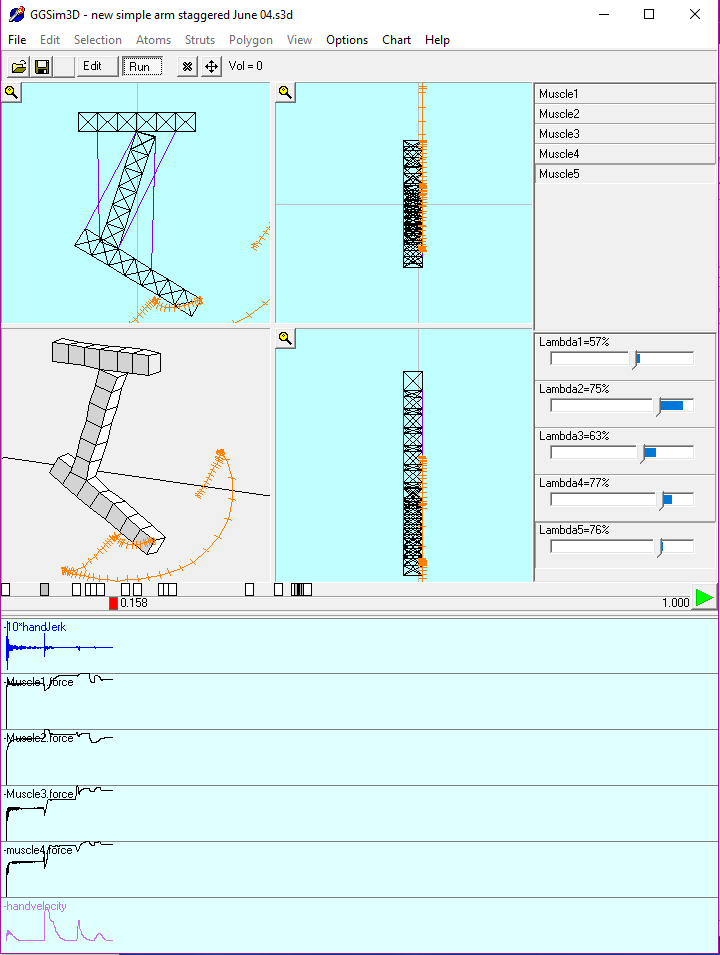 GGSim3D - new simple arm staggered June 04.s3d
File Edit Selection Atoms Struts Polygon View Options Chart Help
Edit Run Vol = 0
Muscle1
Muscle2
Muscle3
Muscle4
Muscle5
Lambda1=57%
Lambda2=75%
Lambda3=63%
Lambda4=77%
Lambda5=76%
0.158 1.000
-10*handJerk
-Muscle1.force
-Muscle2.force
-Muscle3.force
-muscle4.force
-handvelocity